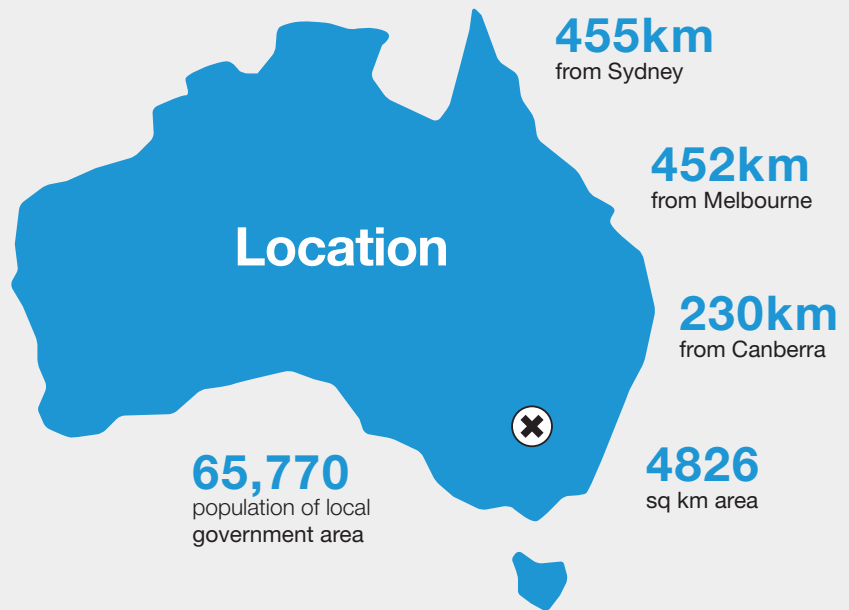 455km
from Sydney
452km
from Melbourne
Location
230km
from Canberra
65,770
population of local
government area
4826
sq km area